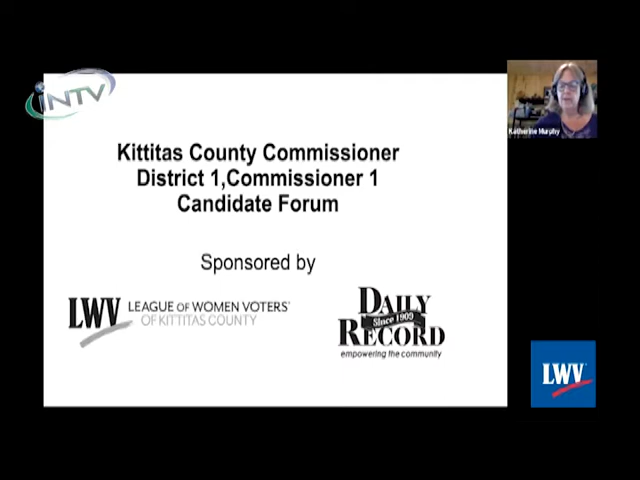 iNTV
Katherine Murphy
Kittitas County Commissioner
District 1,Commissioner 1
Candidate Forum
Sponsored by
LWV LEAGUE OF WOMEN VOTERS®
OF KITTITAS COUNTY
DAILY
Since 1909
RECORD
empowering the community
LWV